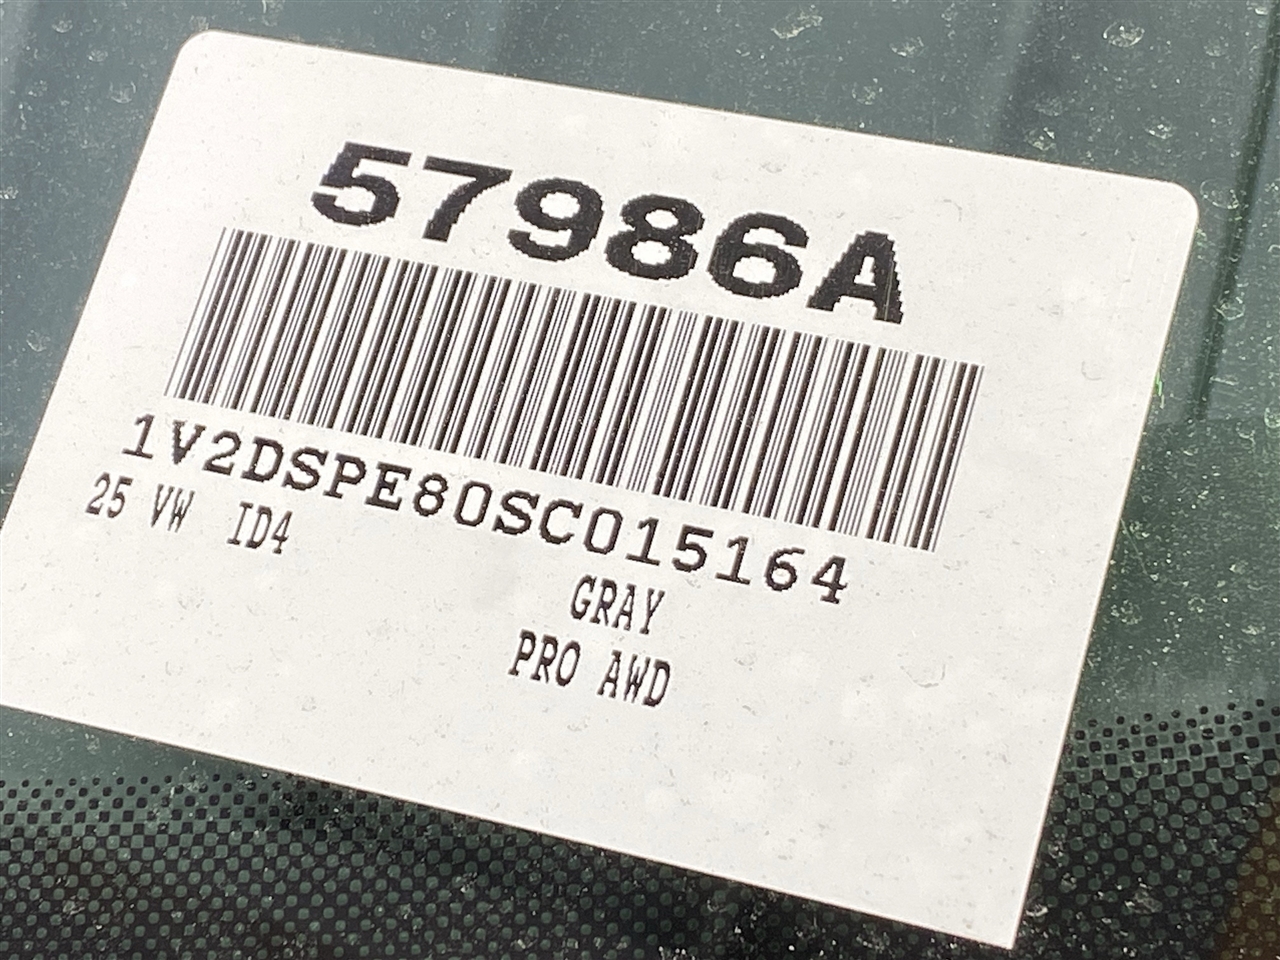 57986A
1V2DSPE80SC015164
25 VW ID4
GRAY
PRO AWD